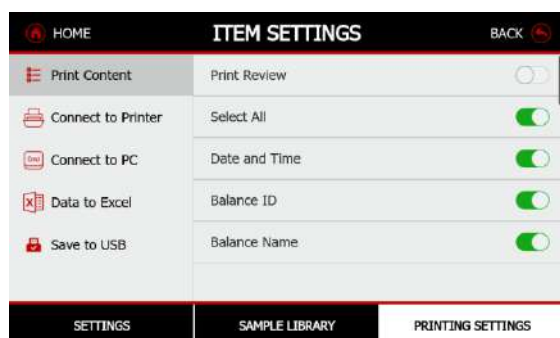 HOME
ITEM SETTINGS
BACK
Print Content
Print Review
Connect to Printer
Select All
Connect to PC
Date and Time
Data to Excel
Balance ID
Save to USB
Balance Name
SETTINGS
SAMPLE LIBRARY
PRINTING SETTINGS